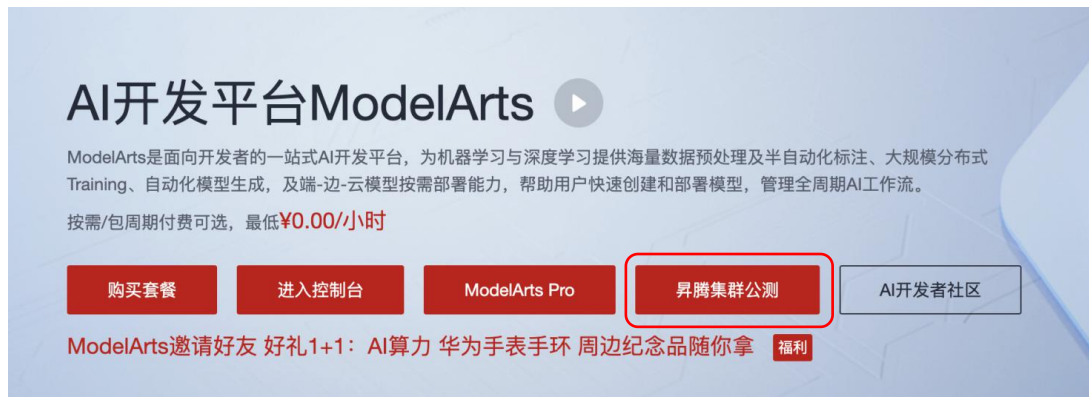 AI开发平台ModelArts
ModelArts是面向开发者的一站式AI开发平台，为机器学习与深度学习提供海量数据预处理及半自动化标注、大规模分布式
Training、自动化模型生成，及端-边-云模型按需部署能力，帮助用户快速创建和部署模型，管理全周期AI工作流。
按需/包周期付费可选，最低¥0.00/小时
购买套餐 进入控制台 ModelArts Pro 昇腾集群公测 AI开发者社区
ModelArts邀请好友 好礼1+1：AI算力 华为手表手环 周边纪念品随你拿 福利